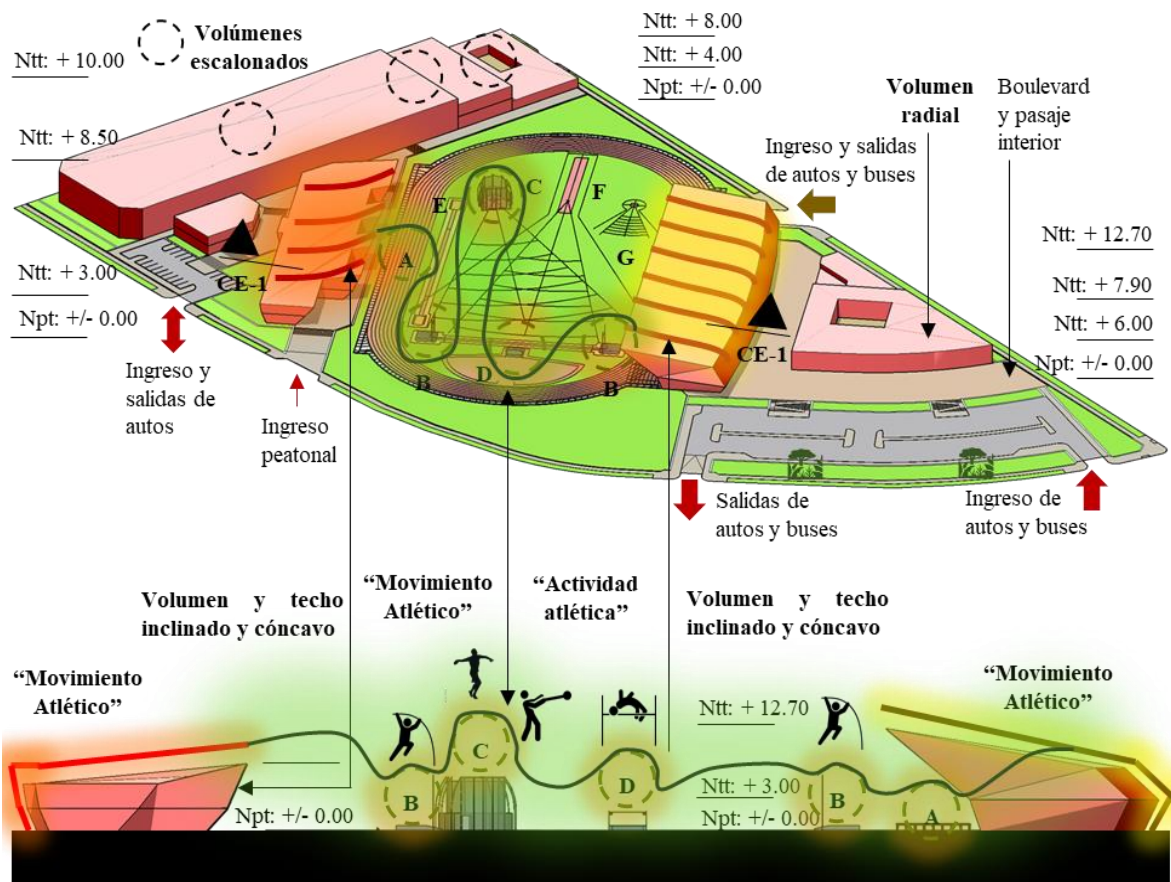 Ntt: + 10.00
Volúmenes
escalonados
Ntt: + 8.00
Ntt: + 4.00
Npt: +/- 0.00
Volumen
radial
Boulevard
y pasaje
interior
Ntt: + 8.50
Ingreso y salidas
de autos y buses
C
E
F
A
G
Ntt: + 12.70
Ntt: + 7.90
Ntt: + 6.00
Npt: +/- 0.00
Ntt: + 3.00
Npt: +/- 0.00
CE-1
CE-1
B
D
B
Ingreso y
salidas de
autos
Ingreso
peatonal
Salidas de
autos y buses
Ingreso de
autos y buses
Volumen y techo
inclinado y cóncavo
“Movimiento
Atlético”
“Actividad
atlética”
Volumen y techo
inclinado y cóncavo
“Movimiento
Atlético”
“Movimiento
Atlético”
Ntt: + 12.70
C
B
D
B
A
Ntt: + 3.00
Npt: +/- 0.00
Npt: +/- 0.00